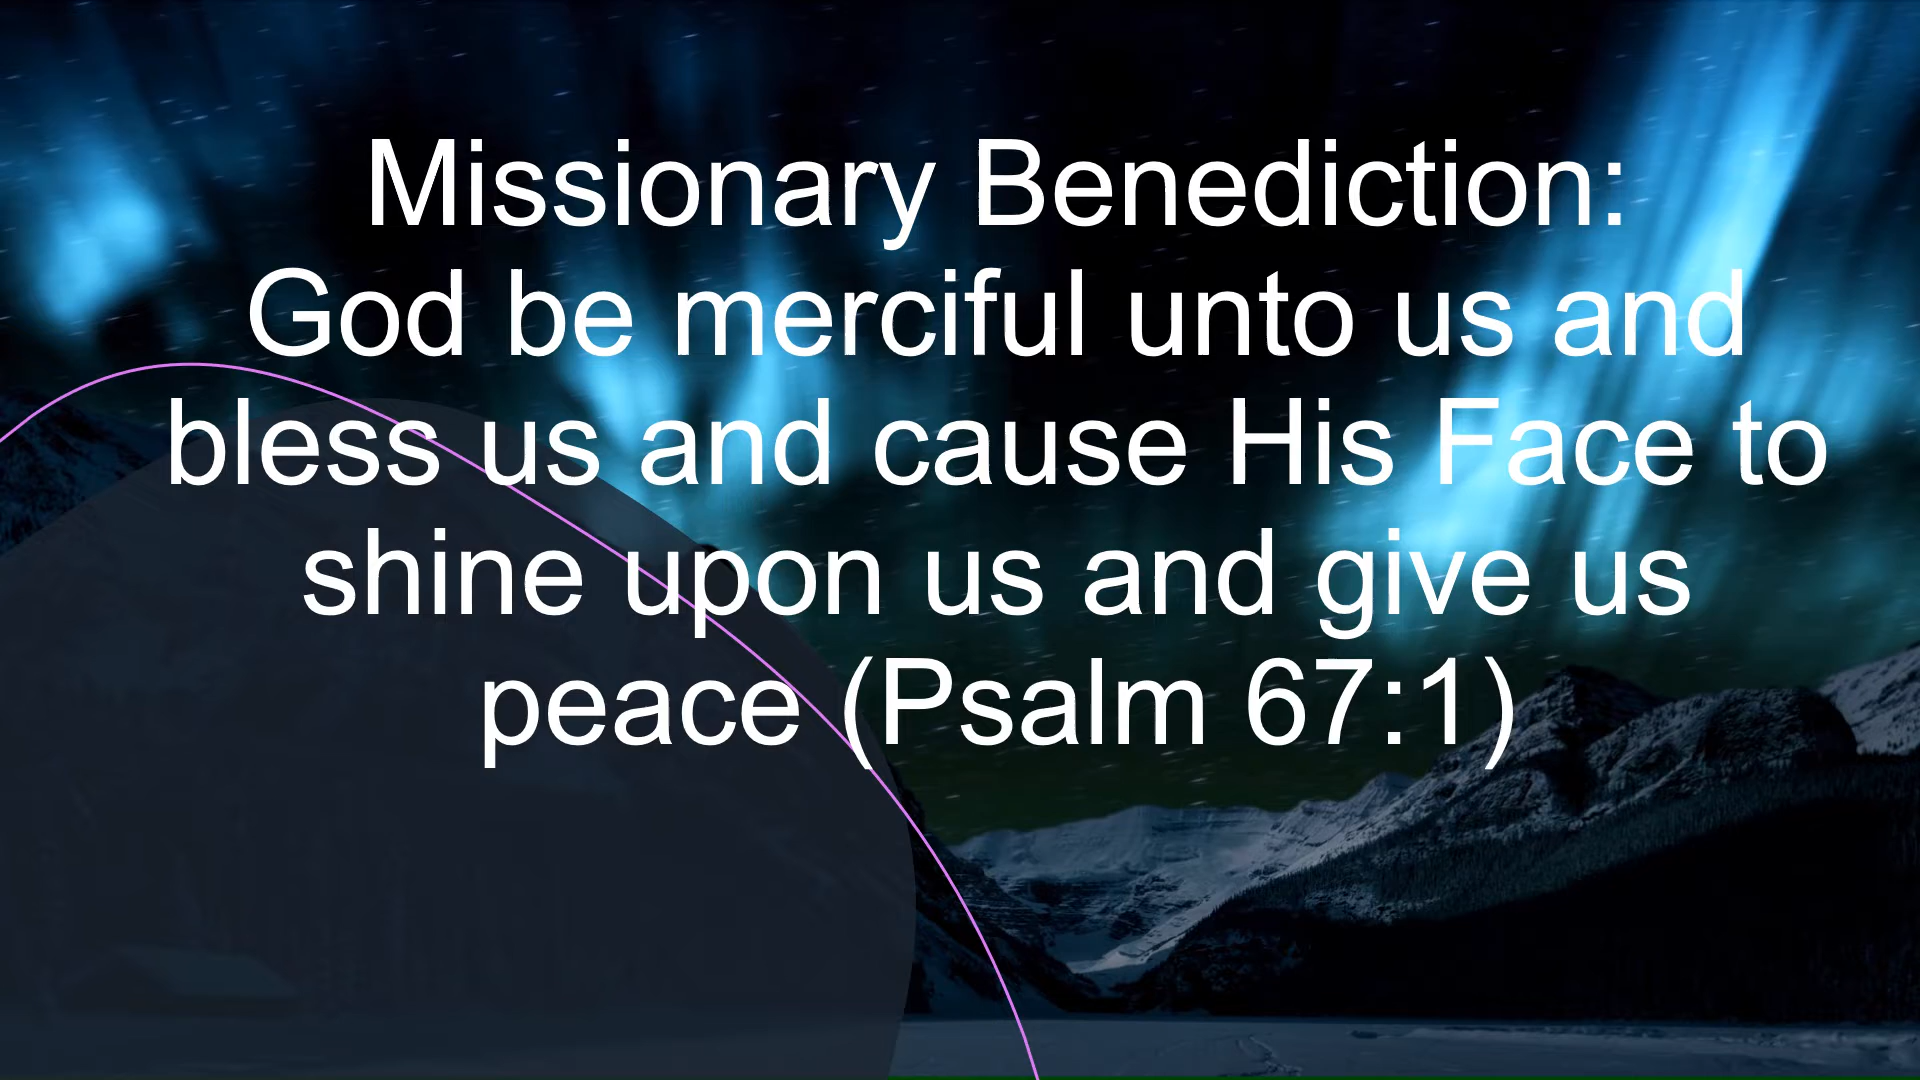 Missionary Benediction:
God be merciful unto us and
bless us and cause His Face to
shine upon us and give us
peace (Psalm 67:1)